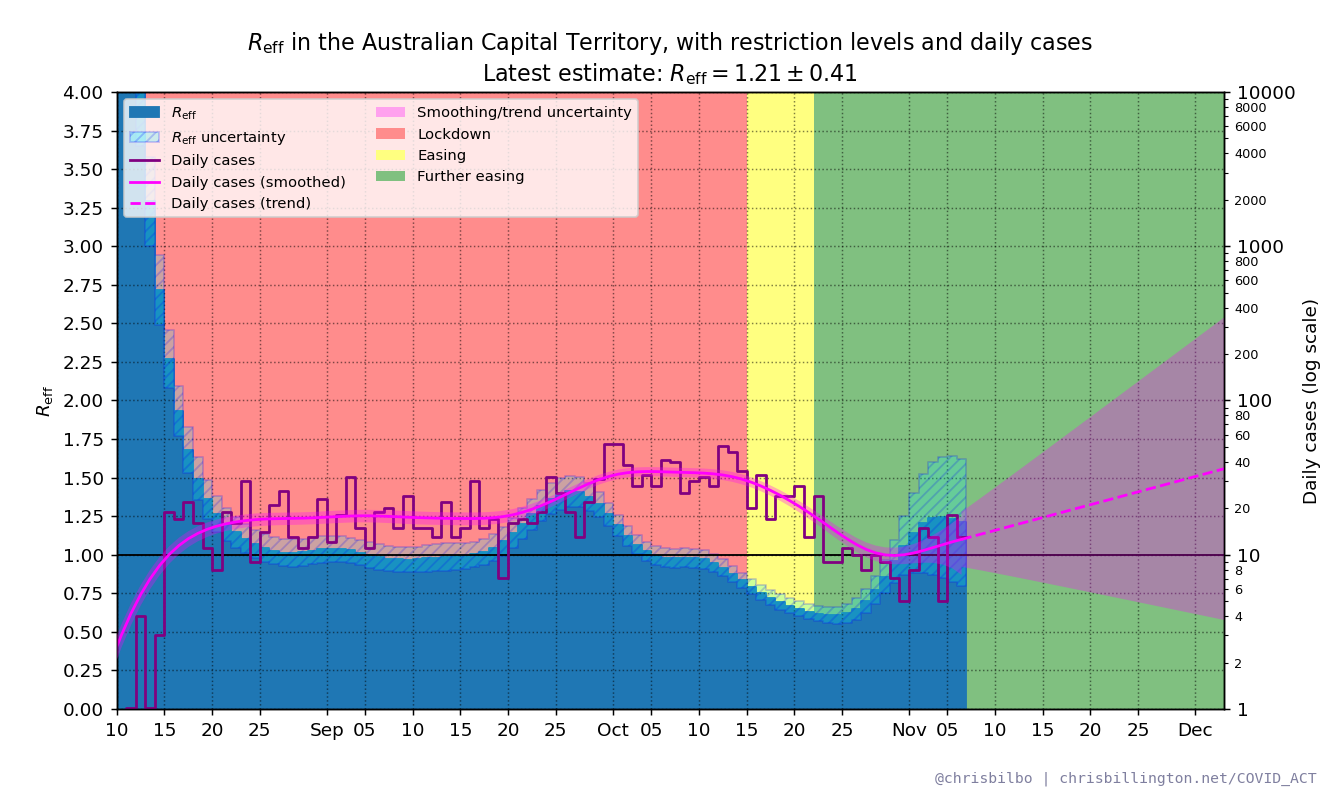 R_eff in the Australian Capital Territory, with restriction levels and daily cases
Latest estimate: R_eff = 1.21 ± 0.41
R_eff
R_eff uncertainty
Daily cases
Daily cases (smoothed)
Daily cases (trend)
Smoothing/trend uncertainty
Lockdown
Easing
Further easing
R_eff
4.00
3.75
3.50
3.25
3.00
2.75
2.50
2.25
2.00
1.75
1.50
1.25
1.00
0.75
0.50
0.25
0.00
10000
8000
6000
4000
2000
1000
800
600
400
200
100
80
60
40
20
10
8
6
4
2
1
Daily cases (log scale)
10 15 20 25 Sep 05 10 15 20 25 Oct 05 10 15 20 25 Nov 05 10 15 20 25 Dec
@chrisbilbo | chrisbillington.net/COVID_ACT